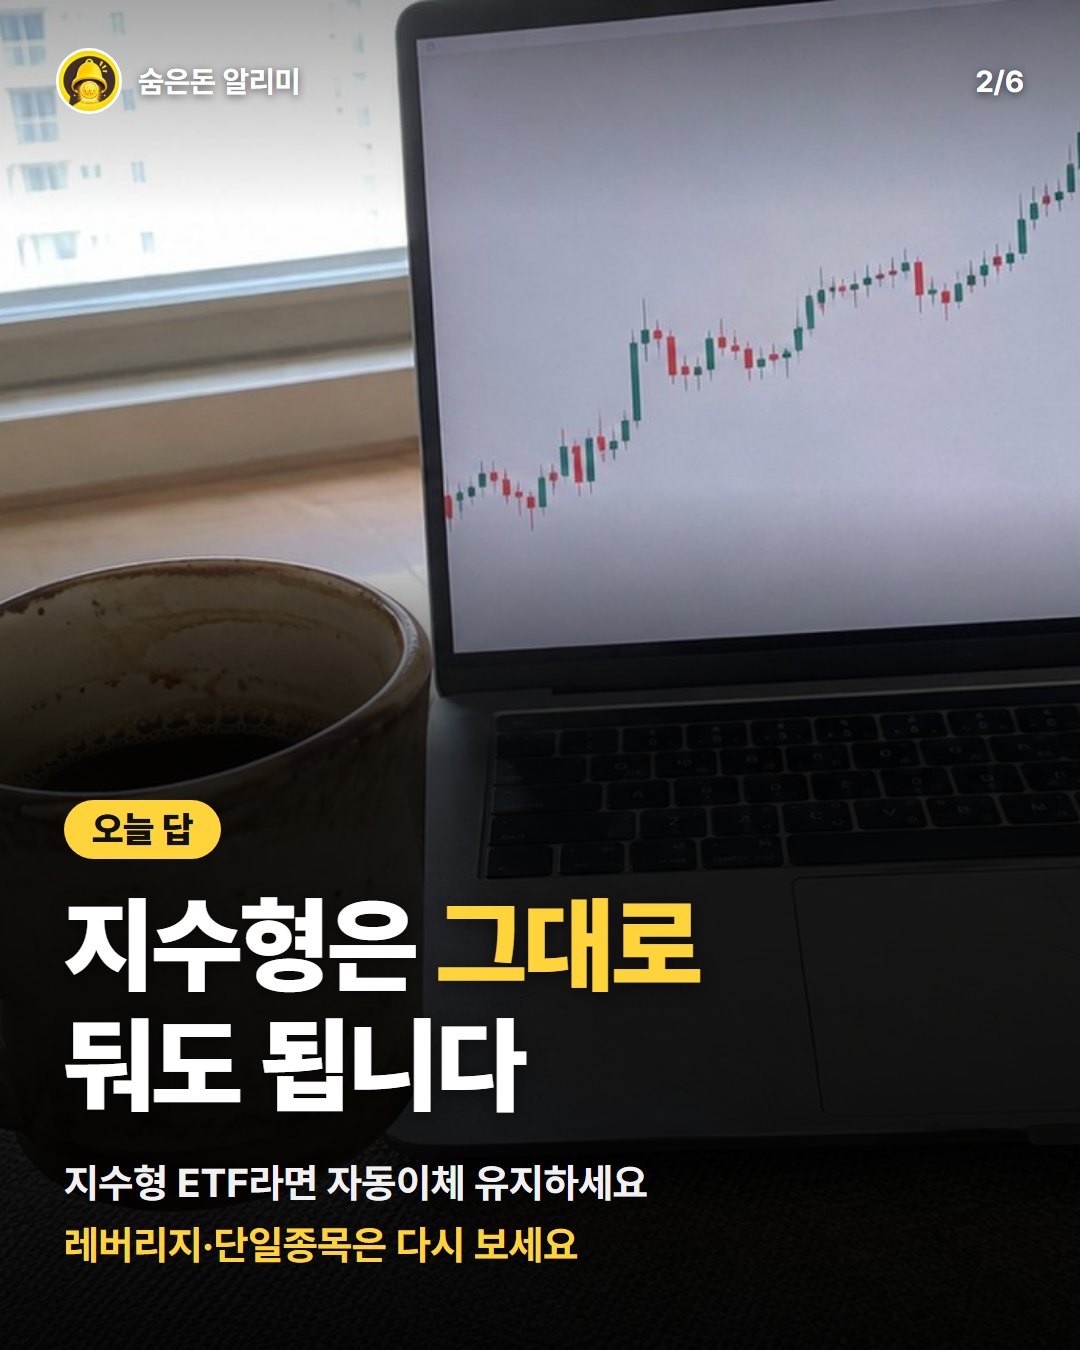 숨은돈 알리미
2/6
오늘 답
지수형은 그대로
둬도 됩니다
지수형 ETF라면 자동이체 유지하세요
레버리지·단일종목은 다시 보세요